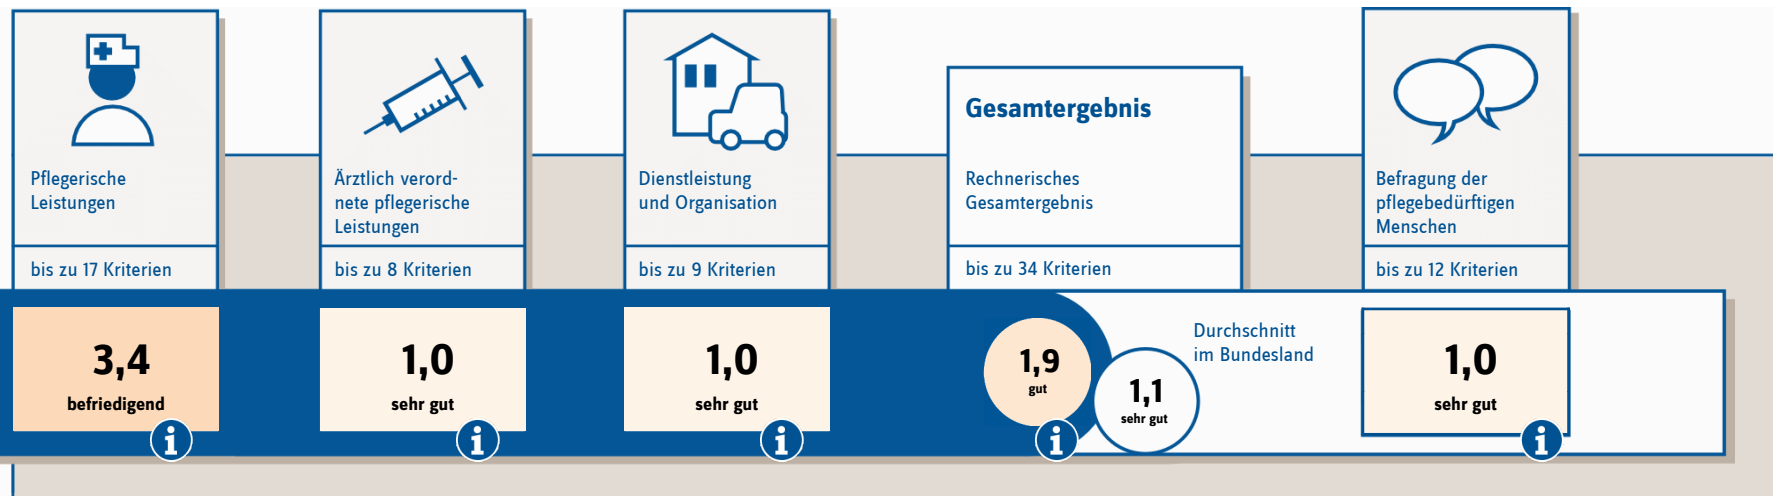 Pflegerische
Leistungen
bis zu 17 Kriterien
3,4
befriedigend
i
Ärztlich verord-
nete pflegerische
Leistungen
bis zu 8 Kriterien
1,0
sehr gut
i
Dienstleistung
und Organisation
bis zu 9 Kriterien
1,0
sehr gut
i
Gesamtergebnis
Rechnerisches
Gesamtergebnis
bis zu 34 Kriterien
1,9
gut
i
1,1
sehr gut
Durchschnitt
im Bundesland
Befragung der
pflegebedürftigen
Menschen
bis zu 12 Kriterien
1,0
sehr gut
i